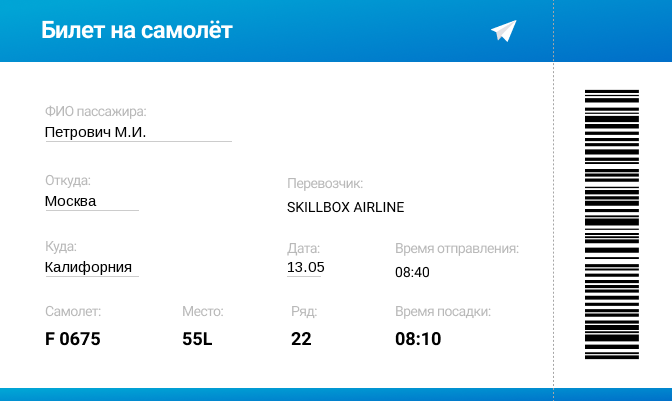 Билет на самолёт
ФИО пассажира:
Петрович М.И.
Откуда:
Москва
Перевозчик:
SKILLBOX AIRLINE
Куда:
Калифорния
Дата:
13.05
Время отправления:
08:40
Самолет:
F 0675
Место:
55L
Ряд:
22
Время посадки:
08:10